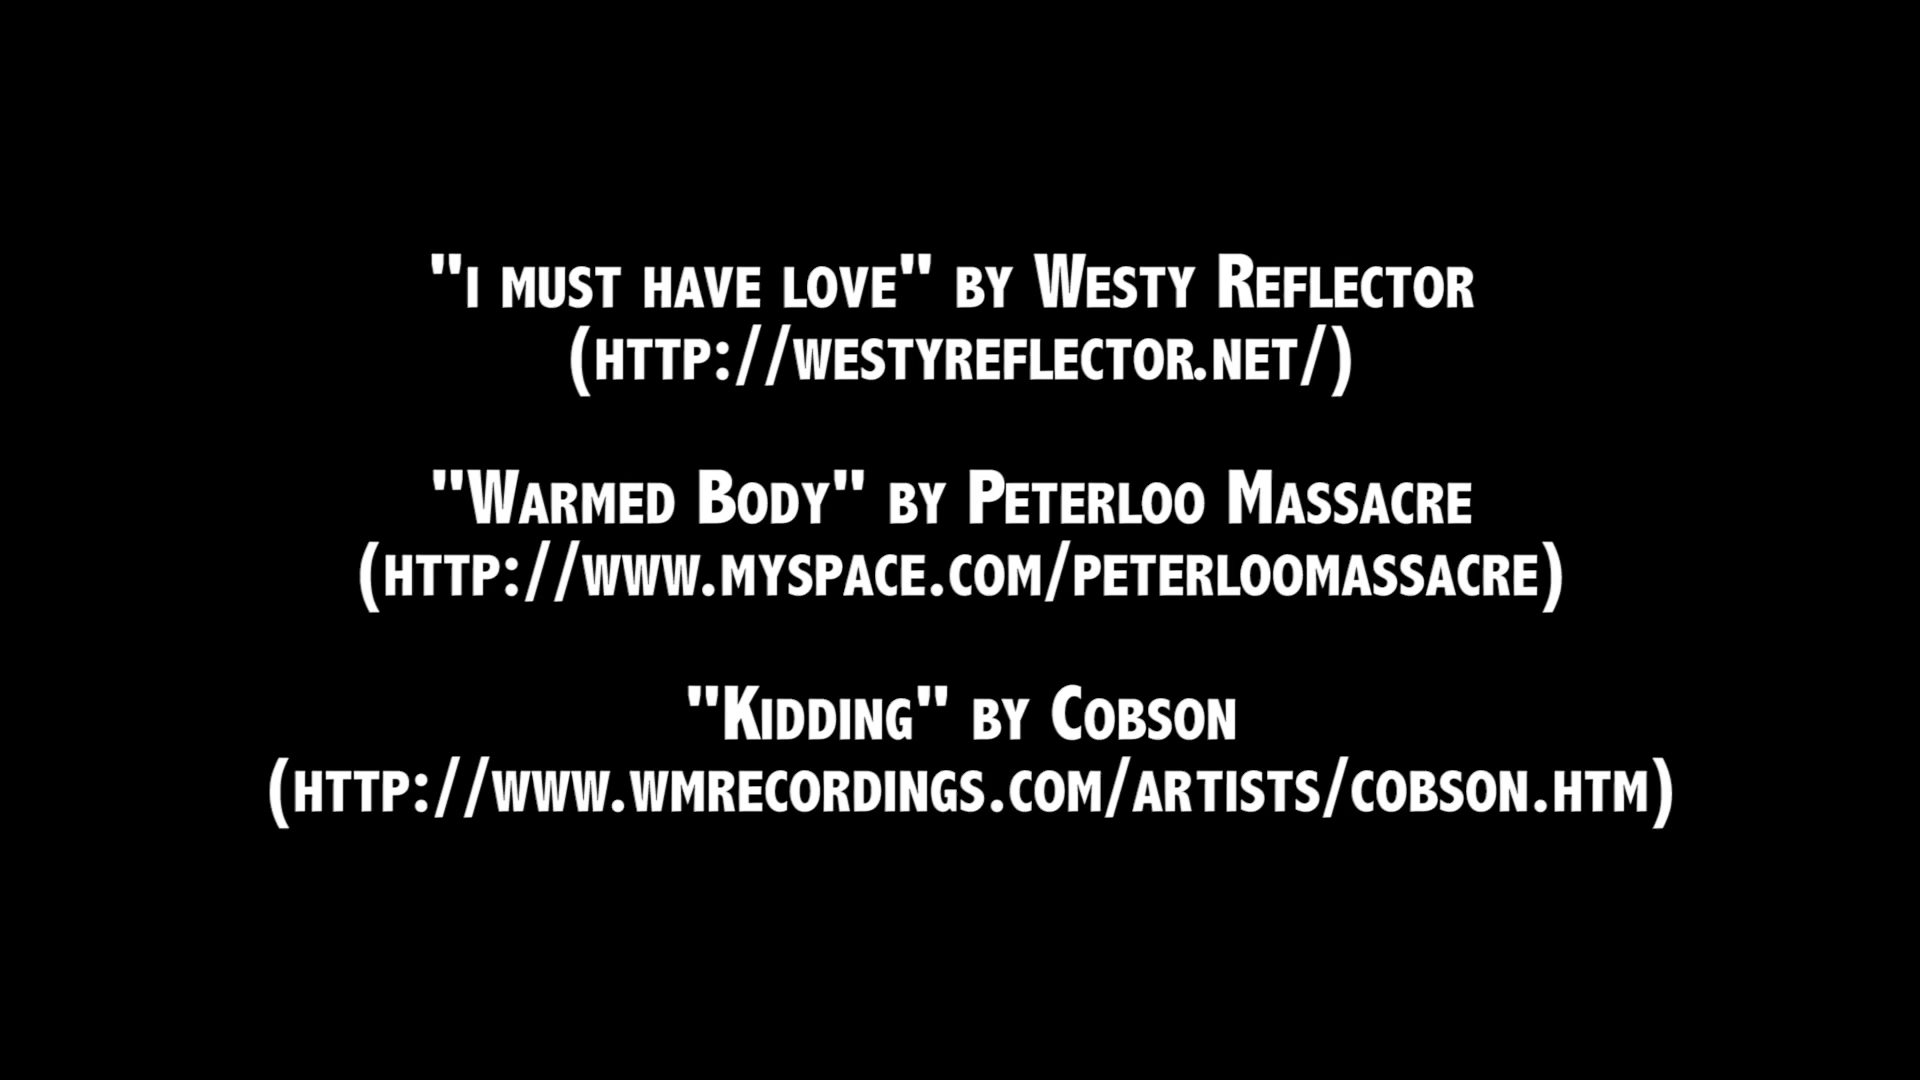 "I must have love" by Westy Reflector
(http://westyreflector.net/)
"Warmed Body" by Peterloo Massacre
(http://www.myspace.com/peterloomassacre)
"Kidding" by Cobson
(http://www.wmrecordings.com/artists/cobson.htm)